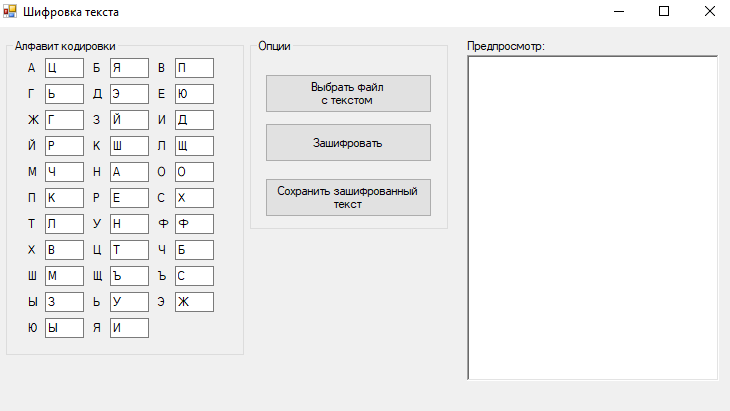 Шифровка текста
Алфавит кодировки
А Ц Б Я В П
Г Ь Д Э Е Ю
Ж Г З Й И Д
Й Р К Ш Л Щ
М Ч Н А О О
П К Р Е С Х
Т Л У Н Ф Ф
Х В Ц Т Ч Б
Ш М Щ Ъ Ъ С
Ы З Ь У Э Ж
Ю Ы Я И
Опции
Выбрать файл
с текстом
Зашифровать
Сохранить зашифрованный
текст
Предпросмотр: